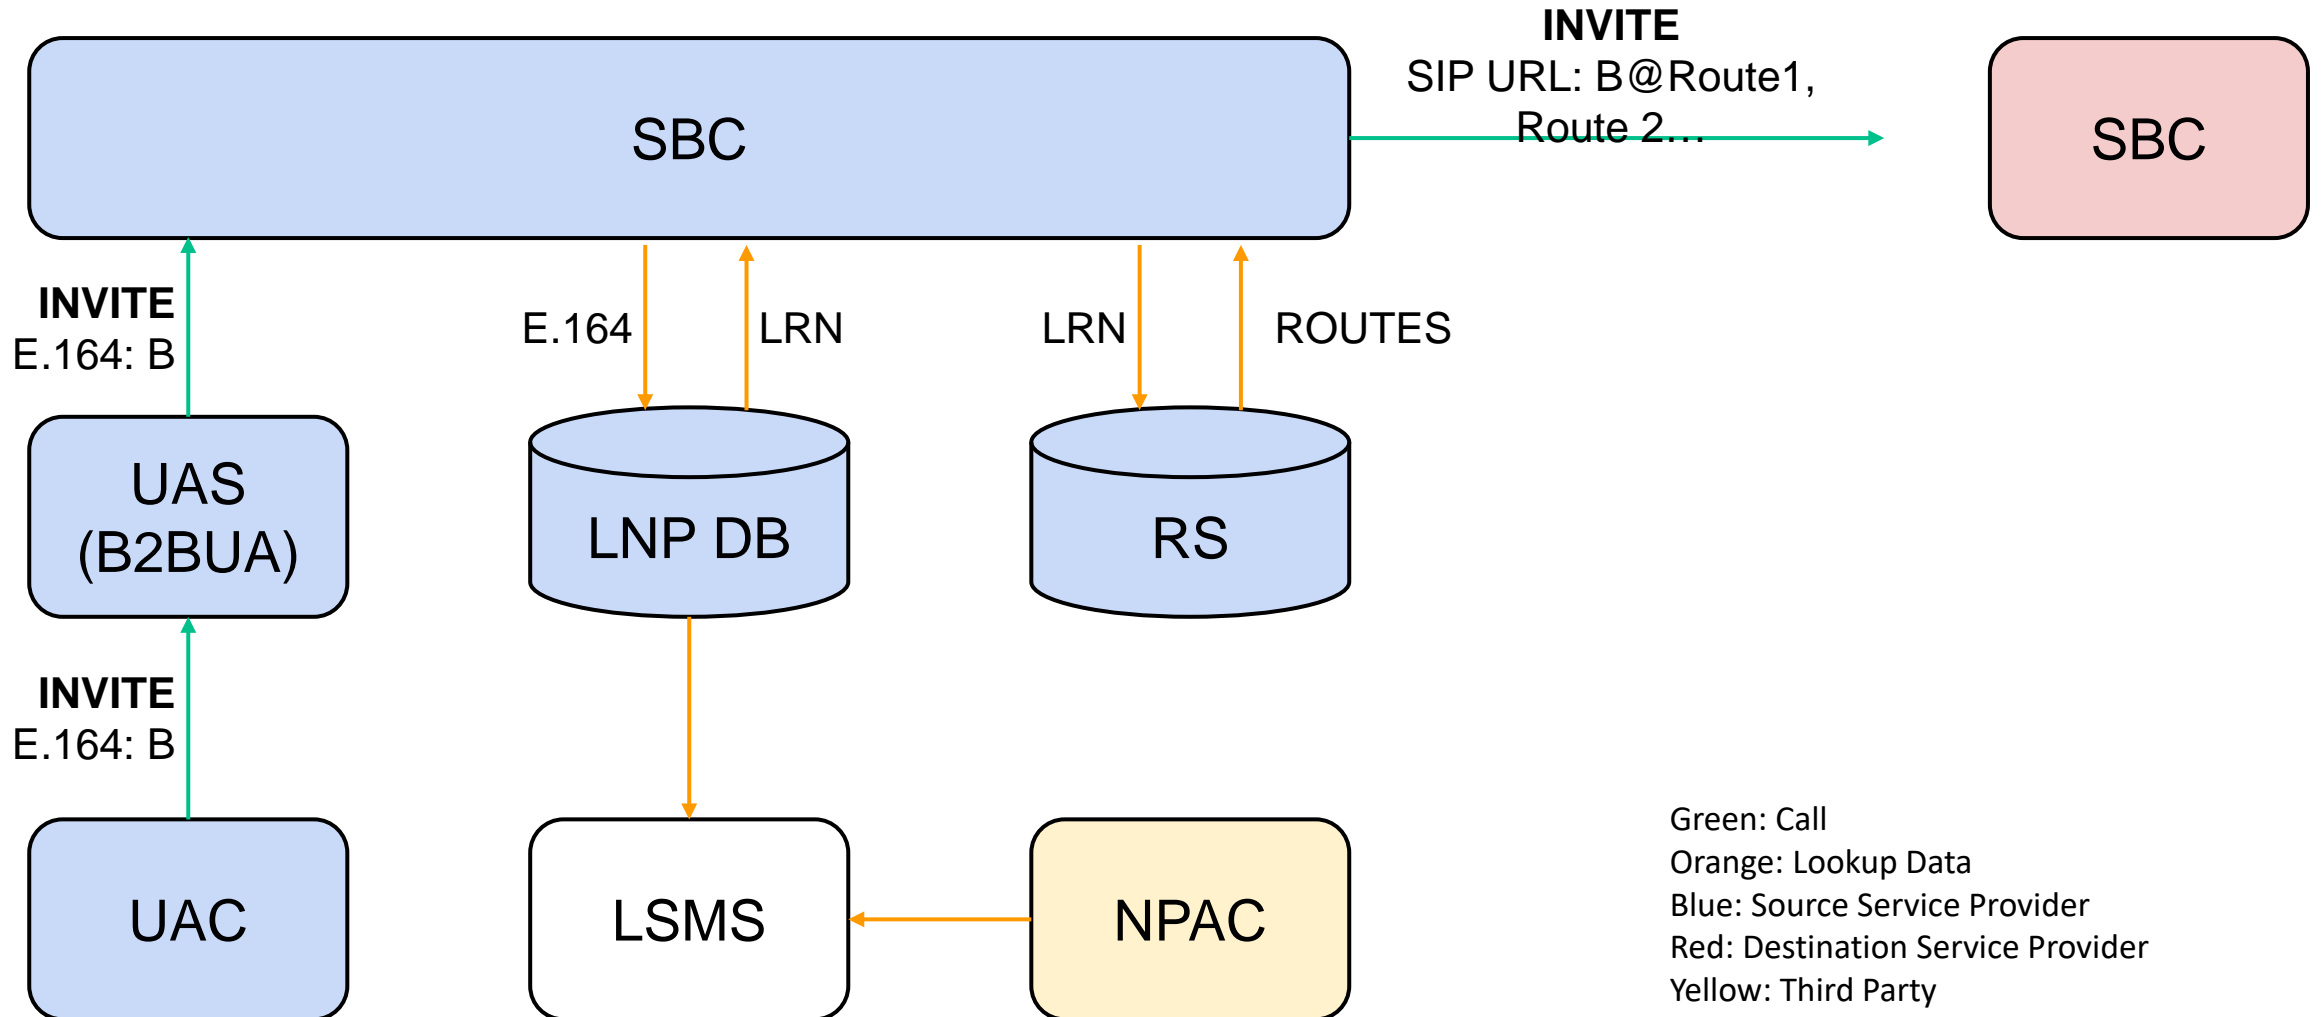 INVITE
SIP URL: B@Route1,
Route 2...
SBC
SBC
INVITE
E.164: B
E.164
LRN
LRN
ROUTES
UAS
(B2BUA)
LNP DB
RS
INVITE
E.164: B
UAC
LSMS
NPAC
Green: Call
Orange: Lookup Data
Blue: Source Service Provider
Red: Destination Service Provider
Yellow: Third Party